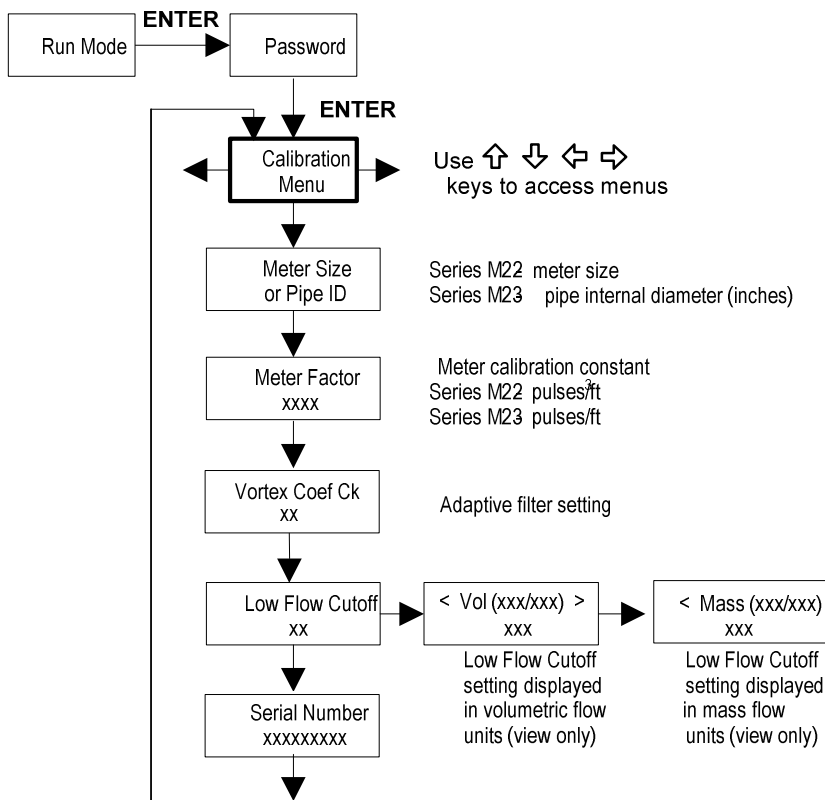 ENTER
Run Mode
Password
ENTER
Calibration
Menu
Use
keys to access menus
Meter Size
or Pipe ID
Series M22- meter size
Series M23- pipe internal diameter (inches)
Meter Factor
xxxx
Meter calibration constant
Series M22- pulses/ft3
Series M23- pulses/ft
Vortex Coef Ck
xx
Adaptive filter setting
Low Flow Cutoff
xx
< Vol (xxx/xxx) >
xxx
< Mass (xxx/xxx)
xxx
Low Flow Cutoff
setting displayed
in volumetric flow
units (view only)
Low Flow Cutoff
setting displayed
in mass flow
units (view only)
Serial Number
xxxxxxxxx